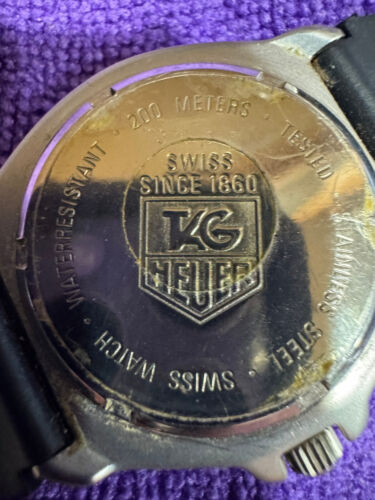 SWISS
SINCE 1860
TAG
HEUER
SWISS WATCH · WATERRESISTANT · 200 METERS · TESTED · STAINLESS STEEL ·